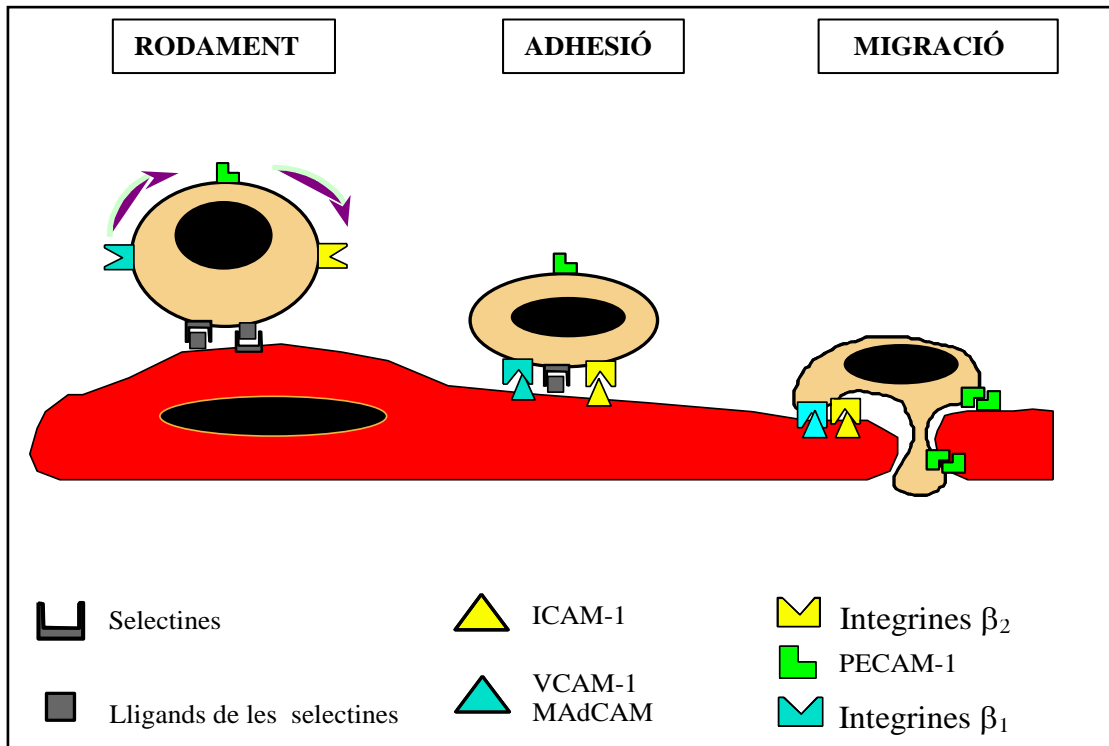 RODAMENT
ADHESIÓ
MIGRACIÓ
Selectines
Lligands de les selectines
ICAM-1
VCAM-1
MAdCAM
Integrines β₂
PECAM-1
Integrines β₁